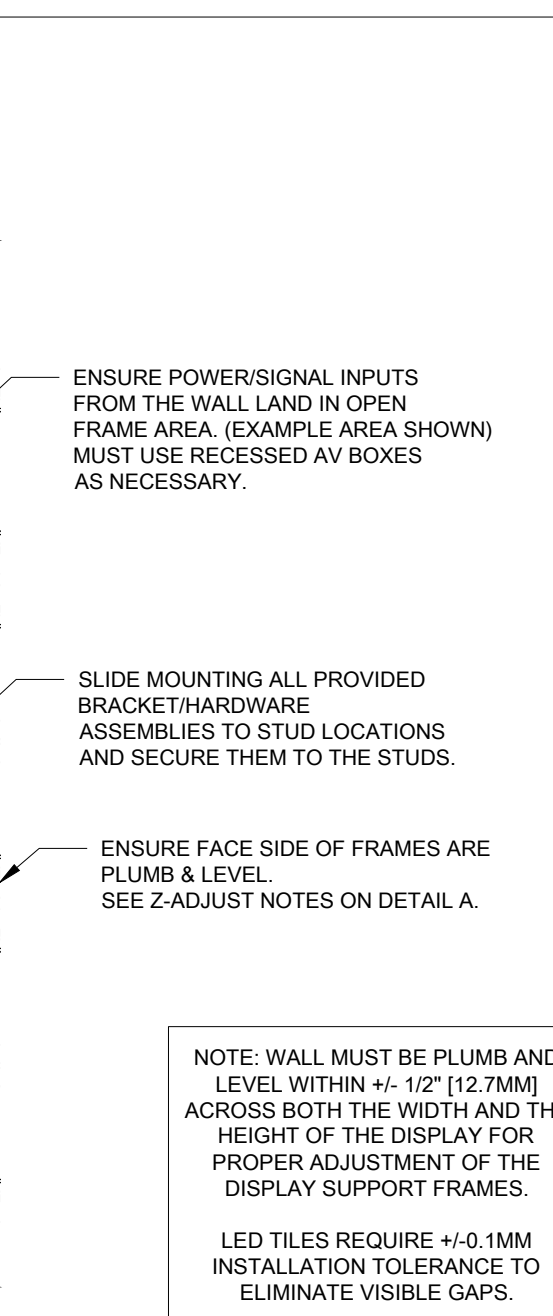 ENSURE POWER/SIGNAL INPUTS
FROM THE WALL LAND IN OPEN
FRAME AREA. (EXAMPLE AREA SHOWN)
MUST USE RECESSED AV BOXES
AS NECESSARY.
SLIDE MOUNTING ALL PROVIDED
BRACKET/HARDWARE
ASSEMBLIES TO STUD LOCATIONS
AND SECURE THEM TO THE STUDS.
ENSURE FACE SIDE OF FRAMES ARE
PLUMB & LEVEL.
SEE Z-ADJUST NOTES ON DETAIL A.
NOTE: WALL MUST BE PLUMB AND
LEVEL WITHIN +/- 1/2" [12.7MM]
ACROSS BOTH THE WIDTH AND TH
HEIGHT OF THE DISPLAY FOR
PROPER ADJUSTMENT OF THE
DISPLAY SUPPORT FRAMES.
LED TILES REQUIRE +/-0.1MM
INSTALLATION TOLERANCE TO
ELIMINATE VISIBLE GAPS.